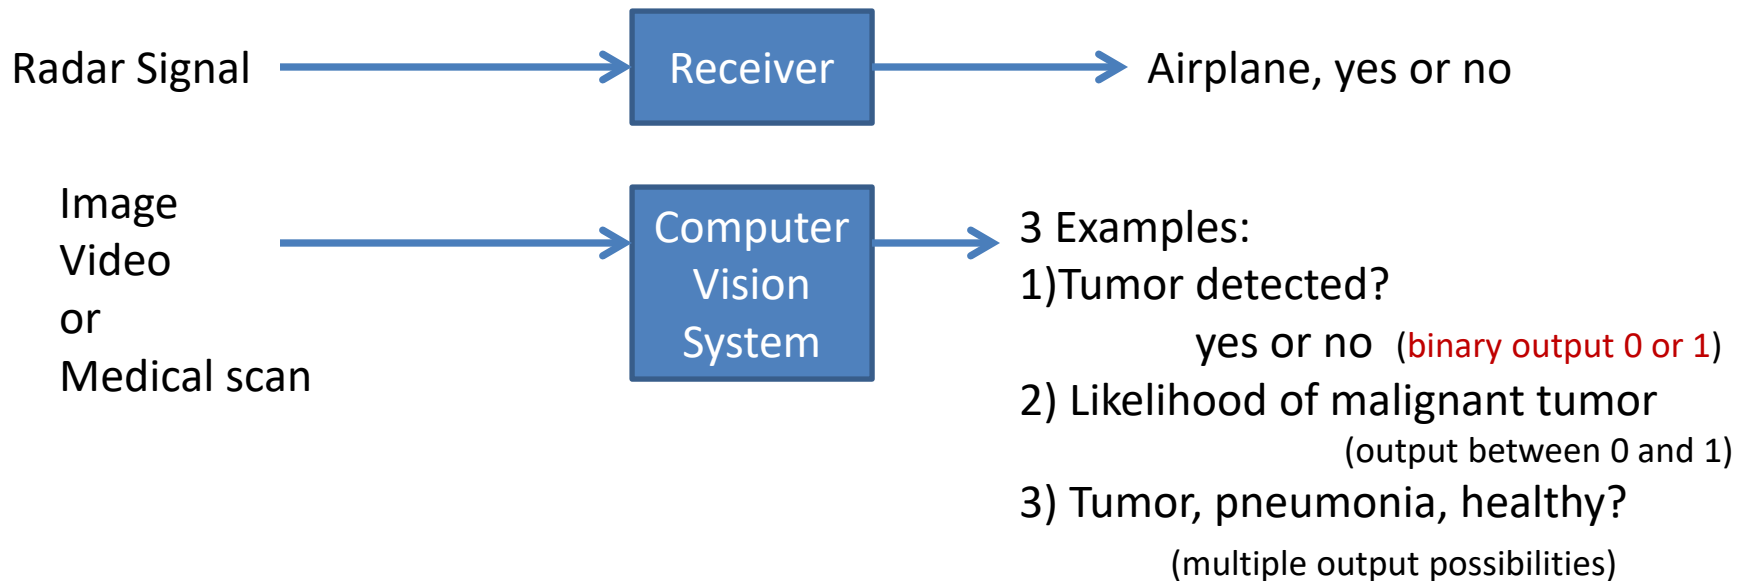 Radar Signal
Receiver
Airplane, yes or no
Image
Video
or
Medical scan
Computer
Vision
System
3 Examples:
1)Tumor detected?
yes or no (binary output 0 or 1)
2) Likelihood of malignant tumor
(output between 0 and 1)
3) Tumor, pneumonia, healthy?
(multiple output possibilities)